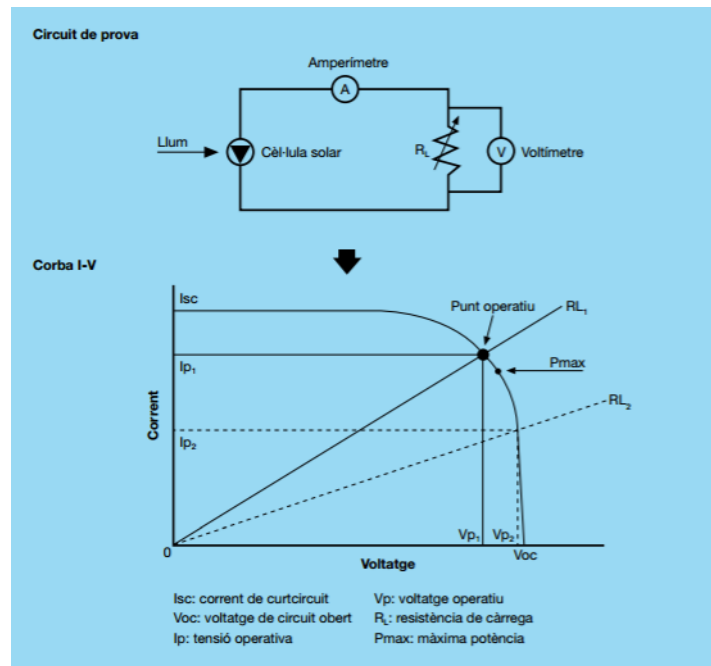 Circuit de prova
Amperímetre
A
Llum
Cèl·lula solar
RL
V
Voltímetre
Corba I-V
Isc
Punt operatiu
RL1
Ip1
Pmax
RL2
Ip2
Corrent
Vp1
Vp2
0
Voc
Voltatge
Isc: corrent de curtcircuit
Vp: voltatge operatiu
Voc: voltatge de circuit obert
RL: resistència de càrrega
Ip: tensió operativa
Pmax: màxima potència